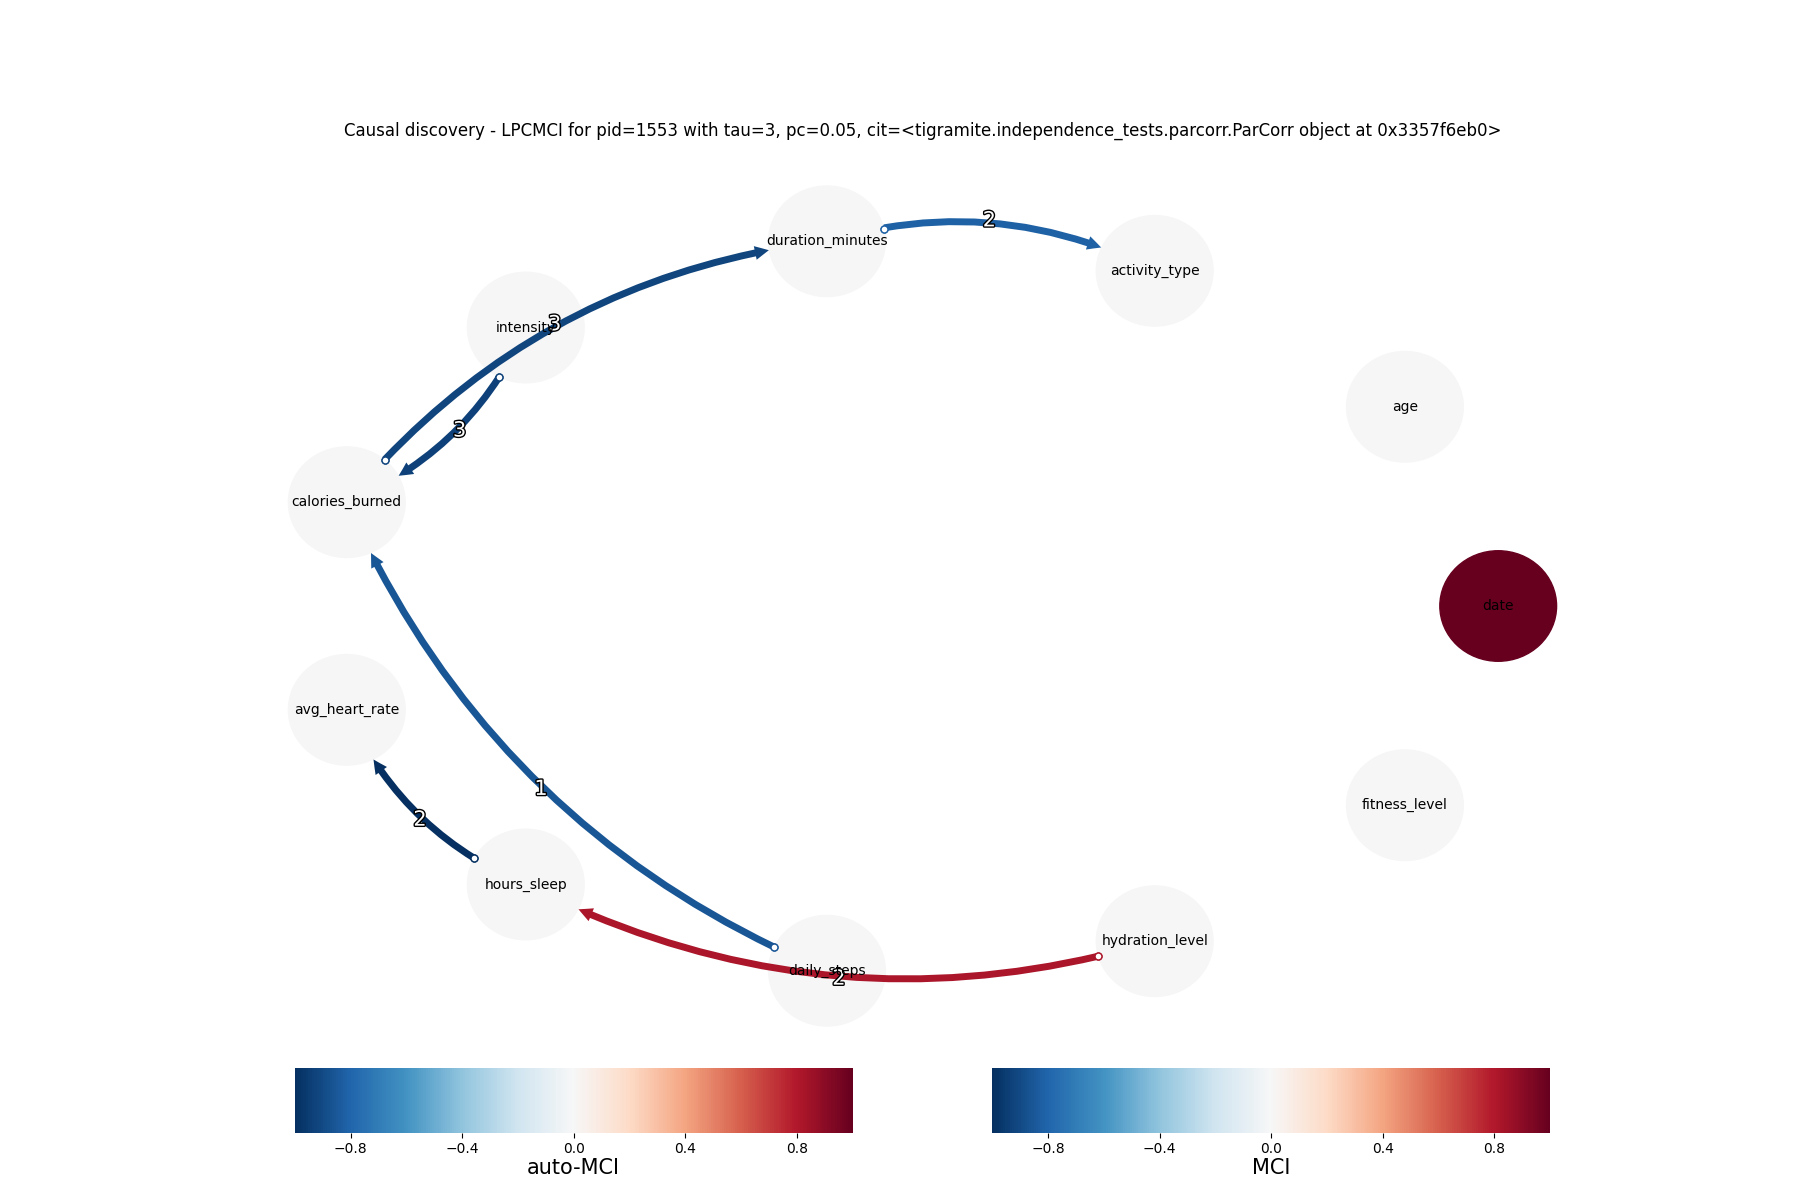 Causal discovery - LPCMCI for pid=1553 with tau=3, pc=0.05, cit=<tigramite.independence_tests.parcorr.ParCorr object at 0x3357f6eb0>
duration_minutes
2
activity_type
intensity
3
3
age
calories_burned
date
avg_heart_rate
1
2
fitness_level
hours_sleep
hydration_level
daily_steps
2
−0.8 −0.4 0.0 0.4 0.8
auto-MCI
−0.8 −0.4 0.0 0.4 0.8
MCI